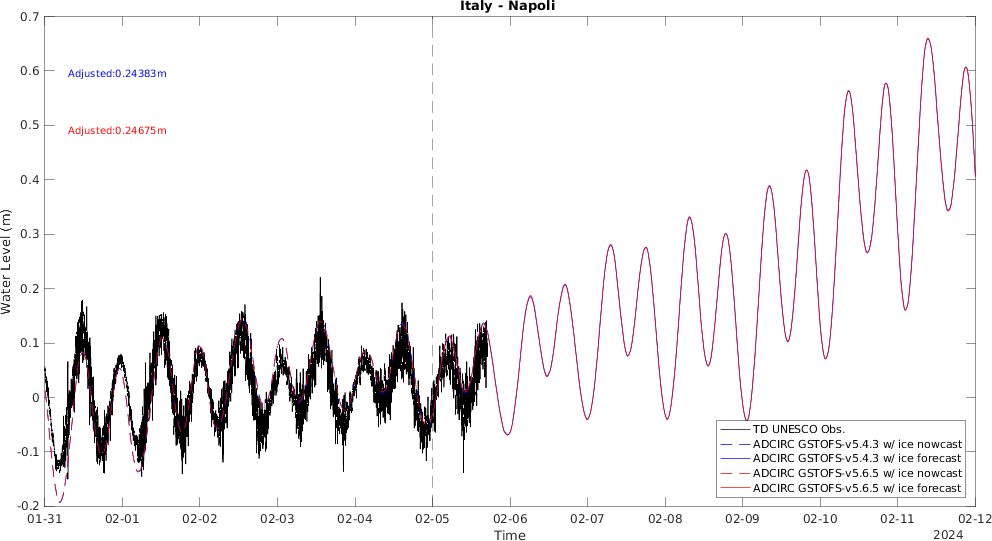 Italy - Napoli
0.7
0.6
0.5
0.4
0.3
0.2
0.1
0
-0.1
-0.2
Water Level (m)
Adjusted:0.24383m
Adjusted:0.24675m
TD UNESCO Obs.
ADCIRC GSTOFS-v5.4.3 w/ ice nowcast
ADCIRC GSTOFS-v5.4.3 w/ ice forecast
ADCIRC GSTOFS-v5.6.5 w/ ice nowcast
ADCIRC GSTOFS-v5.6.5 w/ ice forecast
01-31 02-01 02-02 02-03 02-04 02-05 02-06 02-07 02-08 02-09 02-10 02-11 02-12
Time
2024